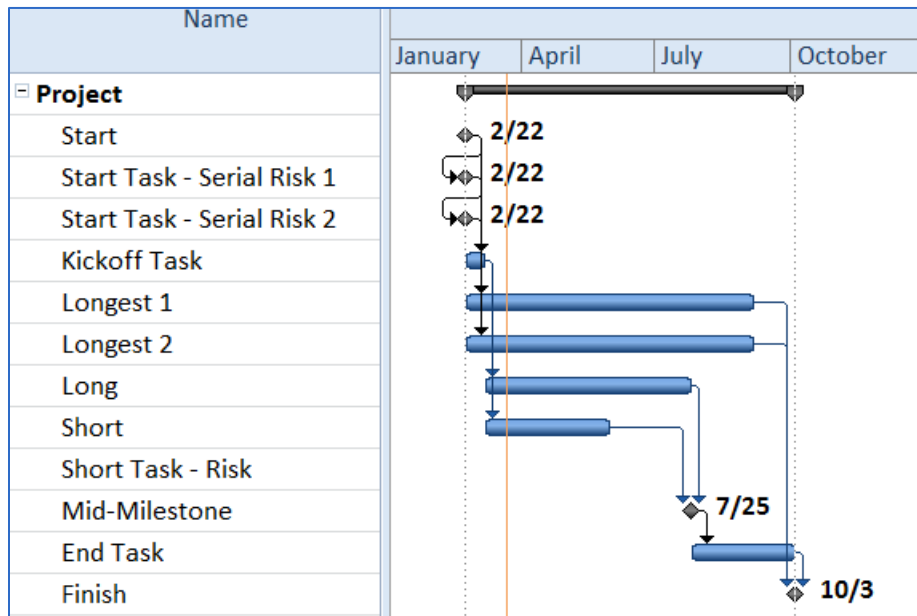 Name
January April July October
Project
Start 2/22
Start Task - Serial Risk 1 2/22
Start Task - Serial Risk 2 2/22
Kickoff Task
Longest 1
Longest 2
Long
Short
Short Task - Risk
Mid-Milestone 7/25
End Task
Finish 10/3